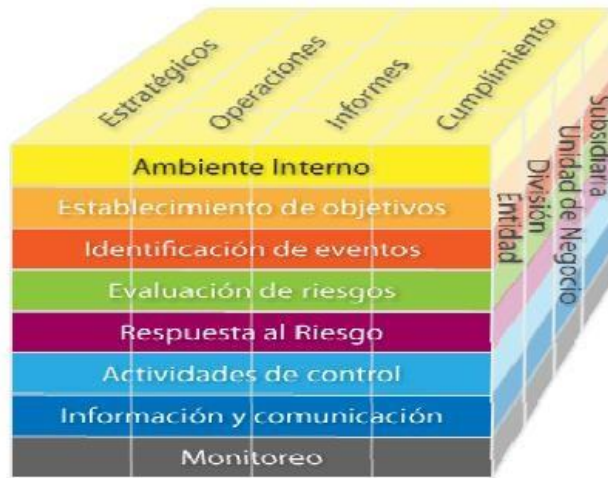 Estratégicos
Operaciones
Informes
Cumplimiento
Ambiente Interno
Establecimiento de objetivos
Identificación de eventos
Evaluación de riesgos
Respuesta al Riesgo
Actividades de control
Información y comunicación
Monitoreo
Entidad
División
Unidad de Negocio
Subsidiara